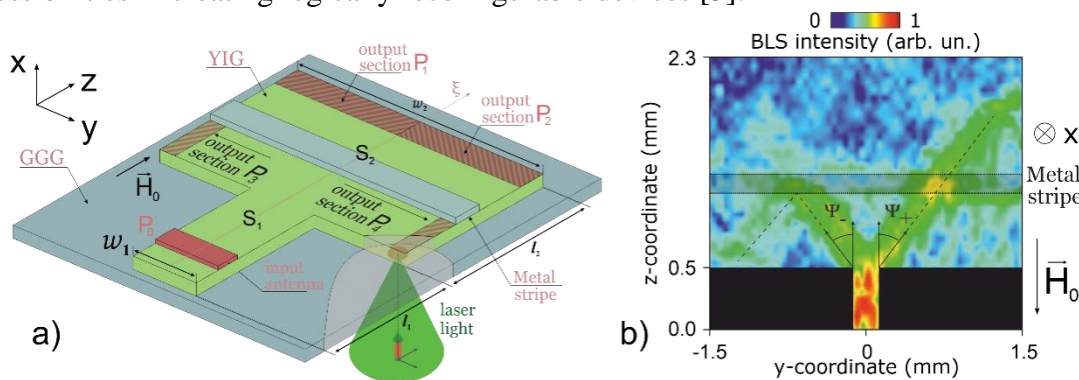 0 1
BLS intensity (arb. un.)
x
z
y
YIG
output
section P₁
w₂
ξ
output
section P₂
GGG
H₀
output
section P₃
S₂
output
section P₄
S₁
P₀
w₁
input
antenna
l₂
Metal
stripe
l₁
laser
light
a)
2.3
z-coordinate (mm)
0.5
0.0
Ψ₋ Ψ₊
⊗ x
Metal
stripe
H₀
-1.5 0 1.5
y-coordinate (mm)
b)